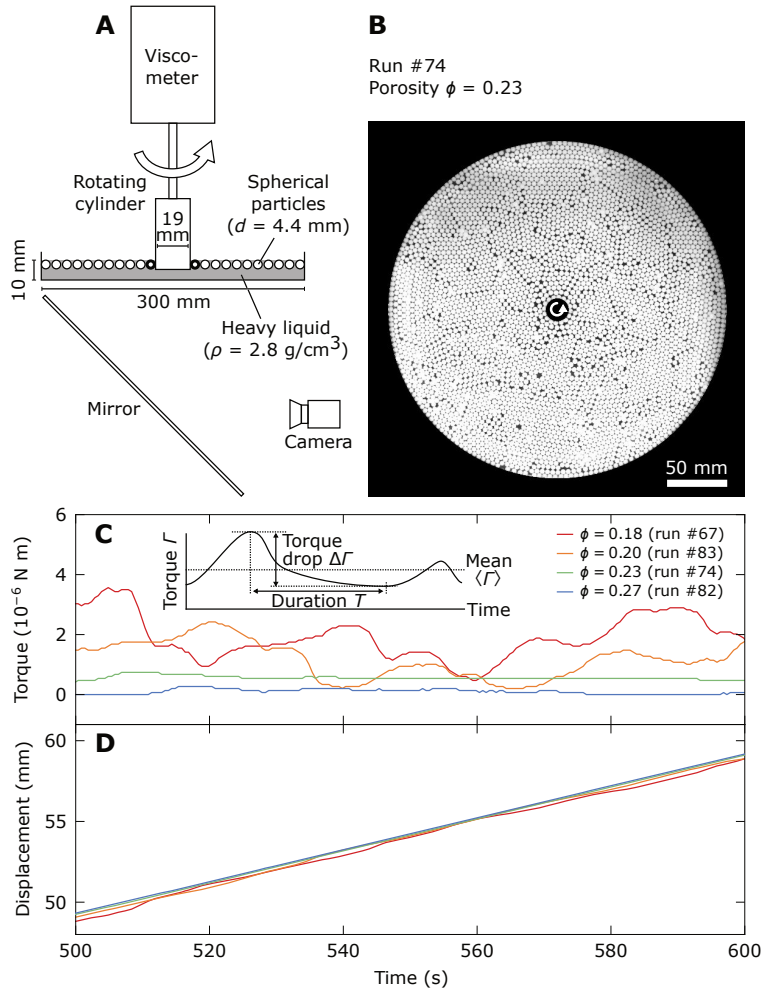 A
Visco-
meter
Rotating
cylinder
Spherical
particles
(d = 4.4 mm)
19
mm
10 mm
300 mm
Heavy liquid
(ρ = 2.8 g/cm³)
Mirror
Camera
B
Run #74
Porosity ϕ = 0.23
50 mm
C
Torque (10⁻⁶ N m)
6
4
2
0
Torque Γ
Torque
drop ΔΓ
Mean
⟨Γ⟩
Duration T
Time
ϕ = 0.18 (run #67)
ϕ = 0.20 (run #83)
ϕ = 0.23 (run #74)
ϕ = 0.27 (run #82)
D
Displacement (mm)
60
55
50
500
520
540
560
580
600
Time (s)